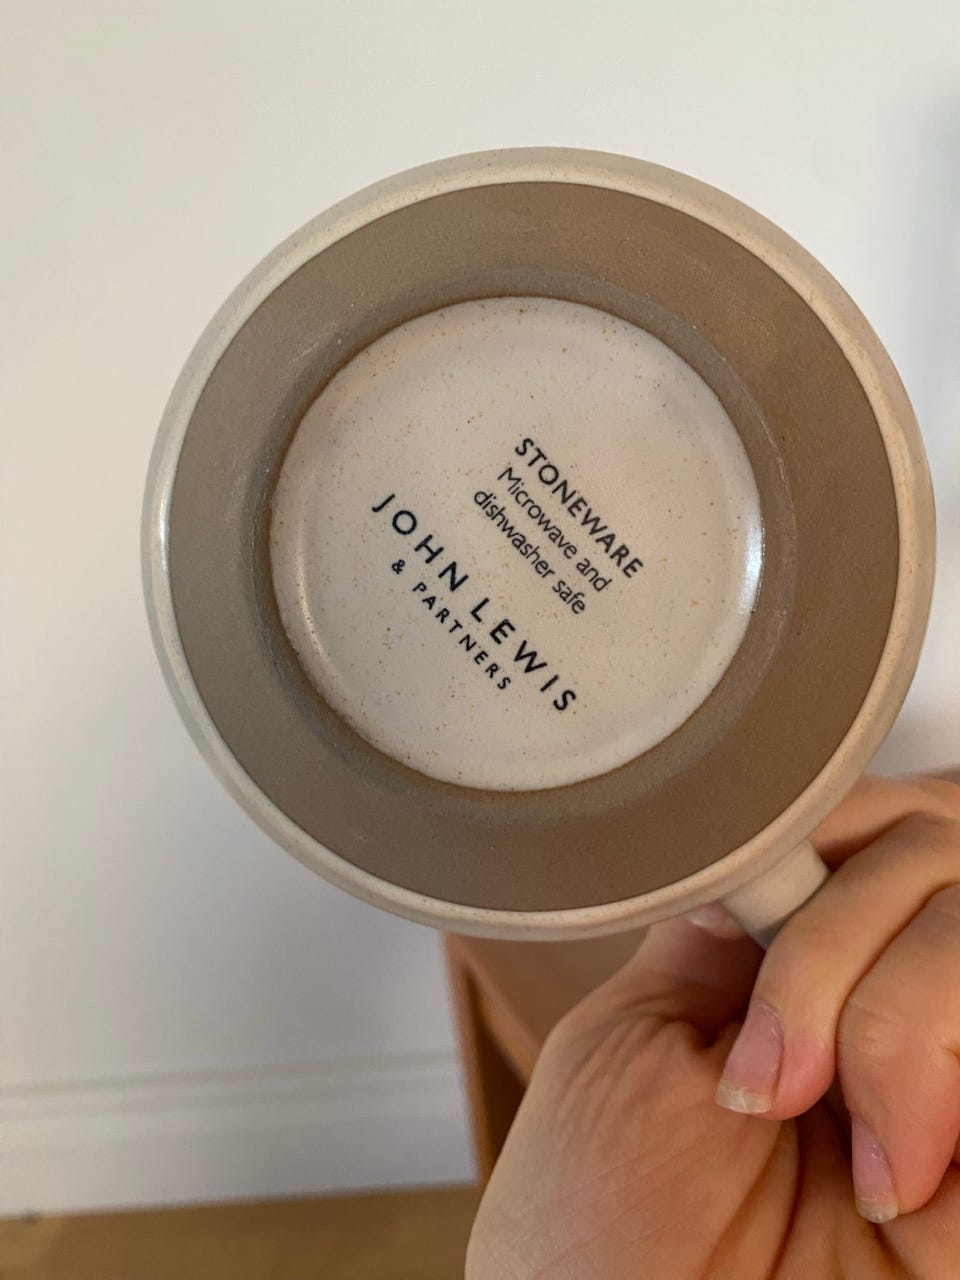 STONEWARE
Microwave and
dishwasher safe
JOHN LEWIS
& PARTNERS